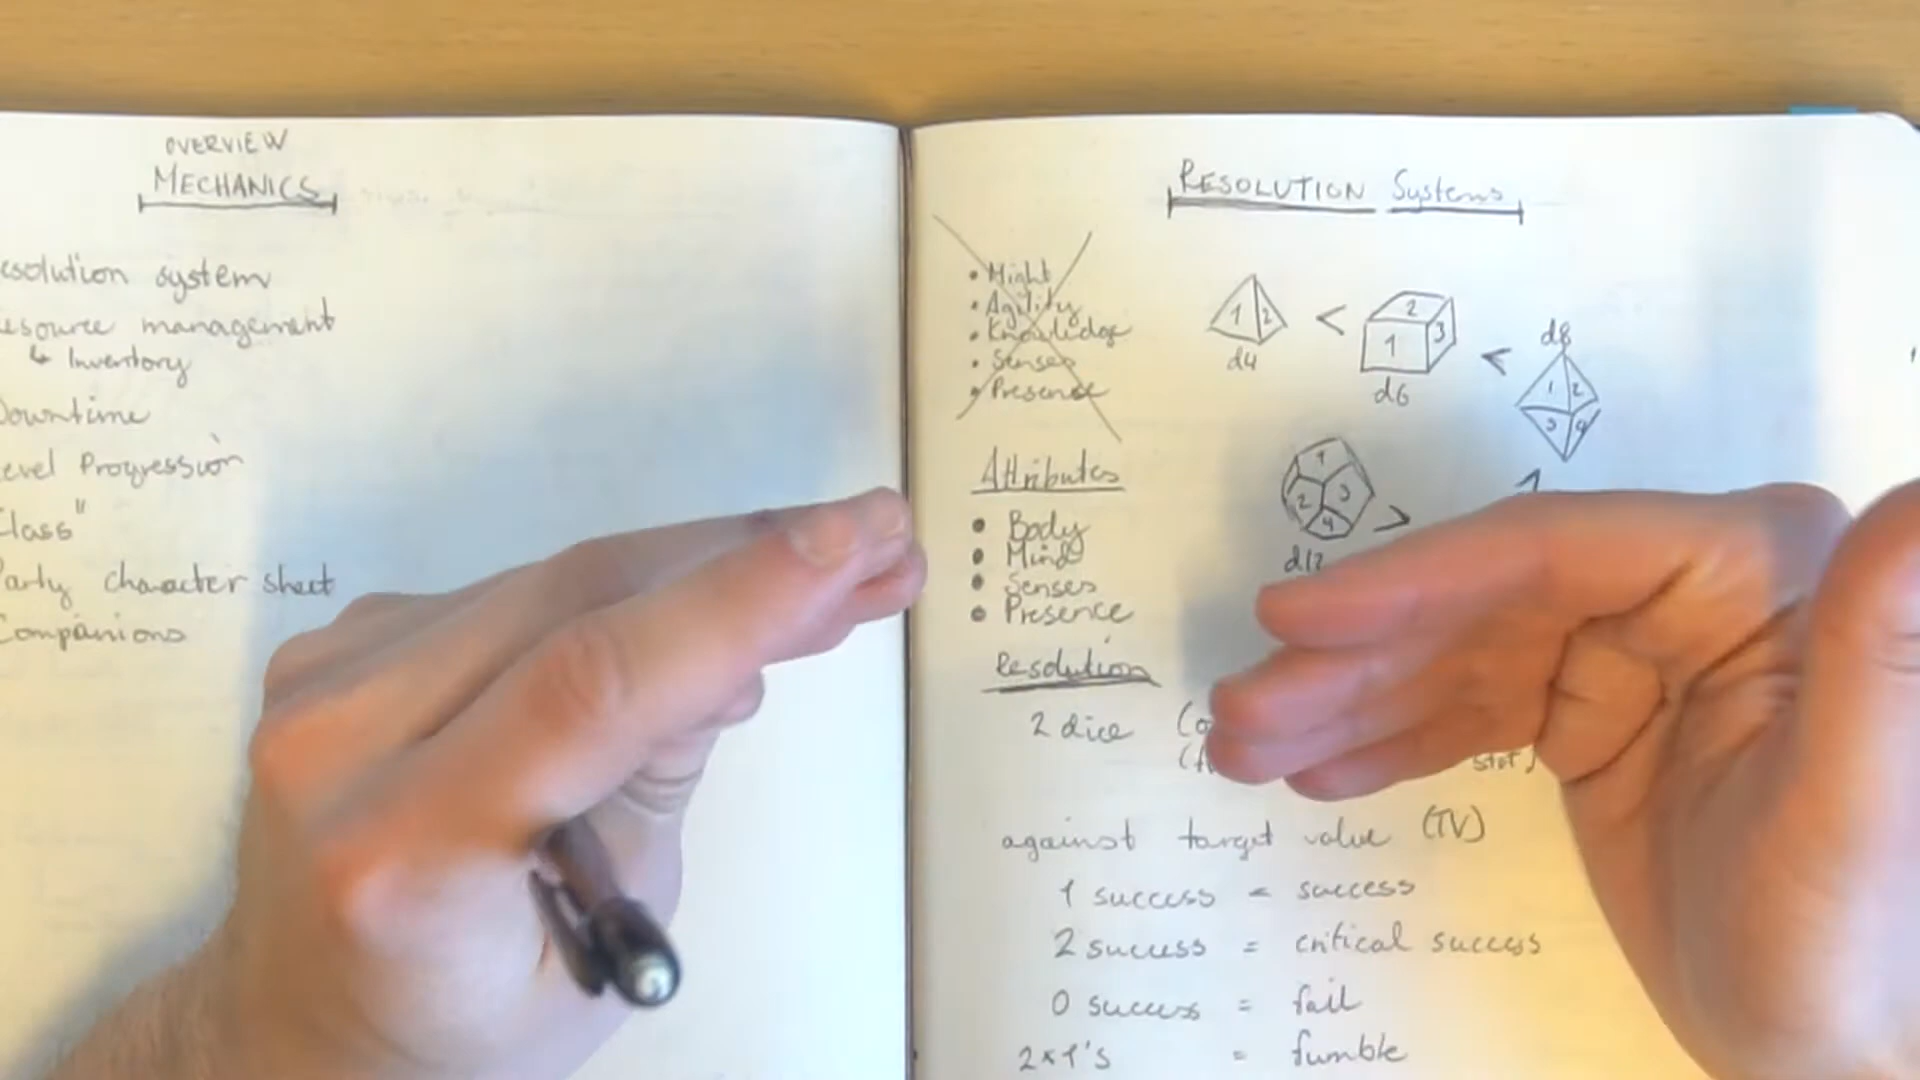 OVERVIEW
MECHANICS
esolution system
esource management
↳ Inventory
Downtime
evel Progression
Class"
Party character sheet
Companions
RESOLUTION Systems
• Might
• Agility
• Knowledge
• Senses
• Presence
1 2
d4
<
2
1 3
d6
<
d8
1 2
3 4
1
2 3
4
>
d12
Attributes
• Body
• Mind
• Senses
• Presence
Resolution
2 dice
stat)
against target value (TV)
1 success = success
2 success = critical success
0 success = fail
2x1's = fumble